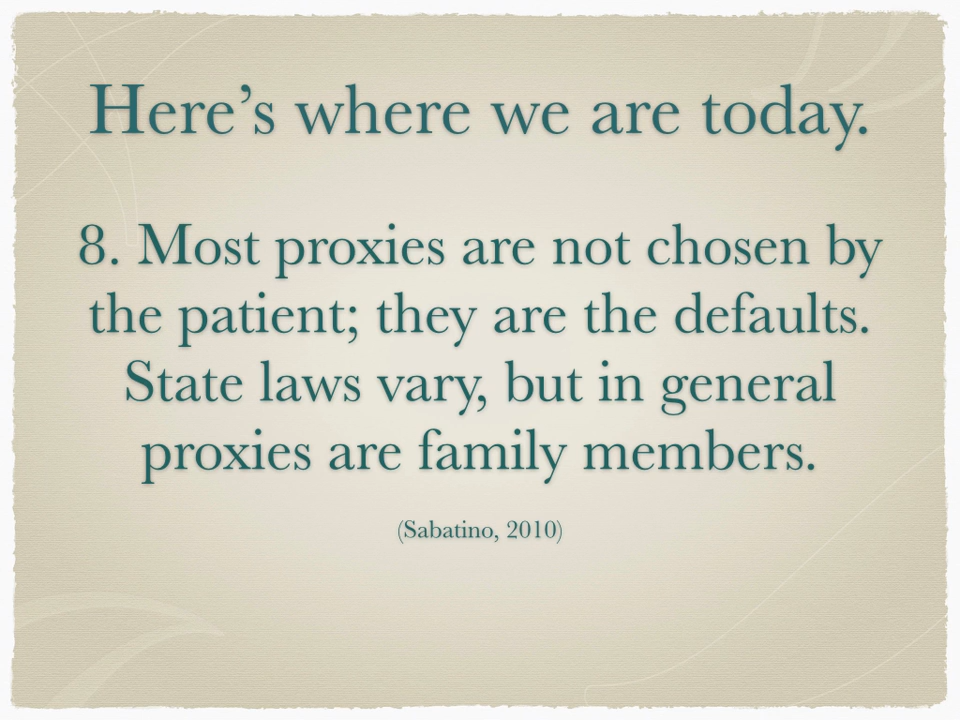 Here’s where we are today.
8. Most proxies are not chosen by
the patient; they are the defaults.
State laws vary, but in general
proxies are family members.
(Sabatino, 2010)